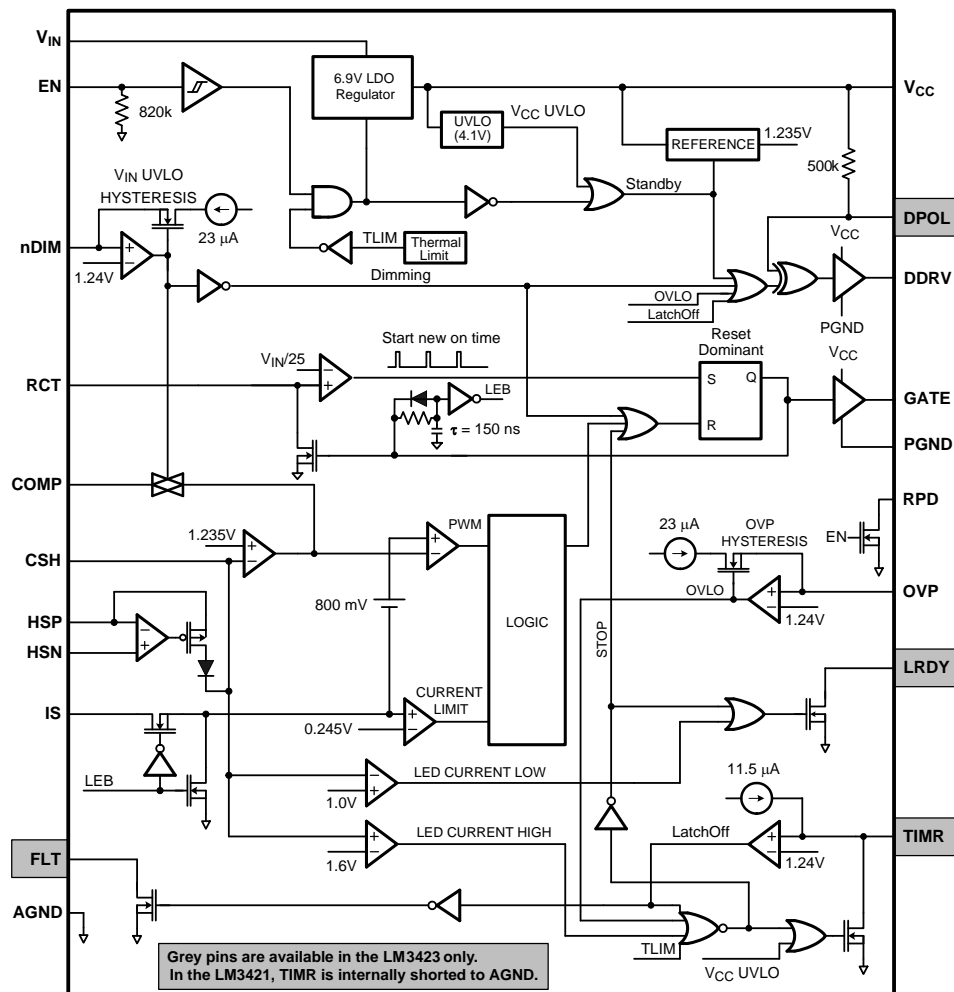 VIN
EN
820k
6.9V LDO
Regulator
VCC
UVLO
(4.1V)
VCC UVLO
REFERENCE
1.235V
500k
VIN UVLO
HYSTERESIS
23 μA
Standby
DPOL
nDIM
1.24V
TLIM
Thermal
Limit
Dimming
VCC
DDRV
OVLO
LatchOff
PGND
Start new on time
Reset
Dominant
VIN/25
VCC
RCT
S
Q
R
LEB
τ = 150 ns
GATE
PGND
COMP
RPD
1.235V
PWM
23 μA
OVP
HYSTERESIS
EN
CSH
OVLO
OVP
1.24V
800 mV
LOGIC
HSP
HSN
STOP
LRDY
CURRENT
LIMIT
IS
0.245V
LEB
LED CURRENT LOW
1.0V
11.5 μA
LED CURRENT HIGH
1.6V
LatchOff
TIMR
1.24V
FLT
AGND
TLIM
VCC UVLO
Grey pins are available in the LM3423 only.
In the LM3421, TIMR is internally shorted to AGND.